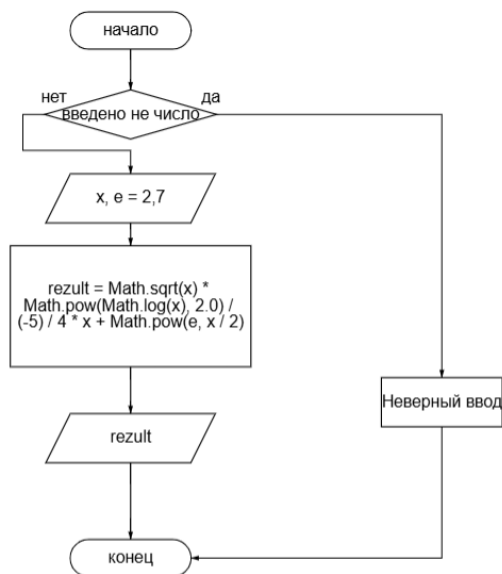 начало
нет
да
введено не число
x, e = 2,7
rezult = Math.sqrt(x) *
Math.pow(Math.log(x), 2.0) /
(-5) / 4 * x + Math.pow(e, x / 2)
Неверный ввод
rezult
конец